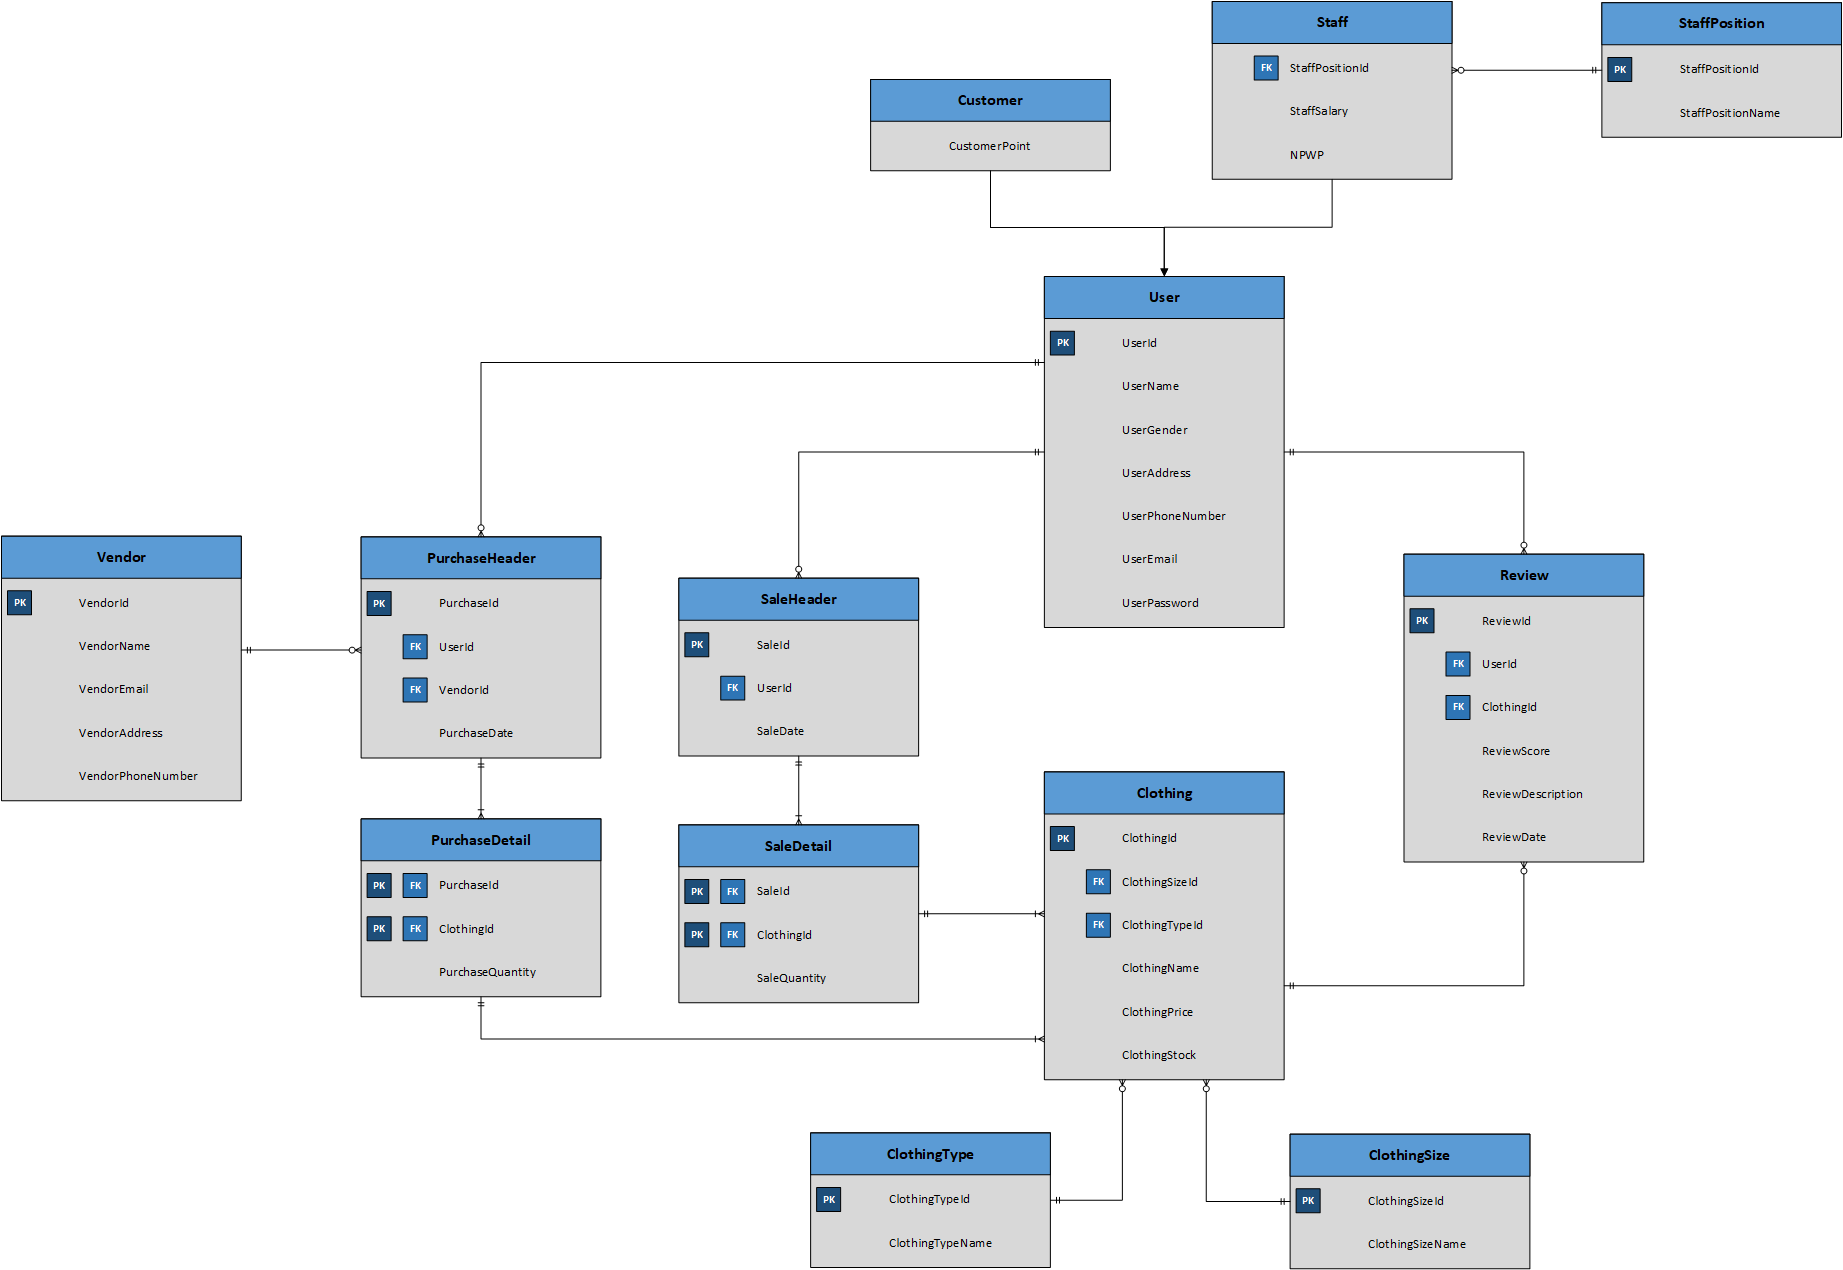 Staff
FK StaffPositionId
StaffSalary
NPWP
StaffPosition
PK StaffPositionId
StaffPositionName
Customer
CustomerPoint
User
PK UserId
UserName
UserGender
UserAddress
UserPhoneNumber
UserEmail
UserPassword
Vendor
PK VendorId
VendorName
VendorEmail
VendorAddress
VendorPhoneNumber
PurchaseHeader
PK PurchaseId
FK UserId
FK VendorId
PurchaseDate
SaleHeader
PK SaleId
FK UserId
SaleDate
Review
PK ReviewId
FK UserId
FK ClothingId
ReviewScore
ReviewDescription
ReviewDate
PurchaseDetail
PK FK PurchaseId
PK FK ClothingId
PurchaseQuantity
SaleDetail
PK FK SaleId
PK FK ClothingId
SaleQuantity
Clothing
PK ClothingId
FK ClothingSizeId
FK ClothingTypeId
ClothingName
ClothingPrice
ClothingStock
ClothingType
PK ClothingTypeId
ClothingTypeName
ClothingSize
PK ClothingSizeId
ClothingSizeName